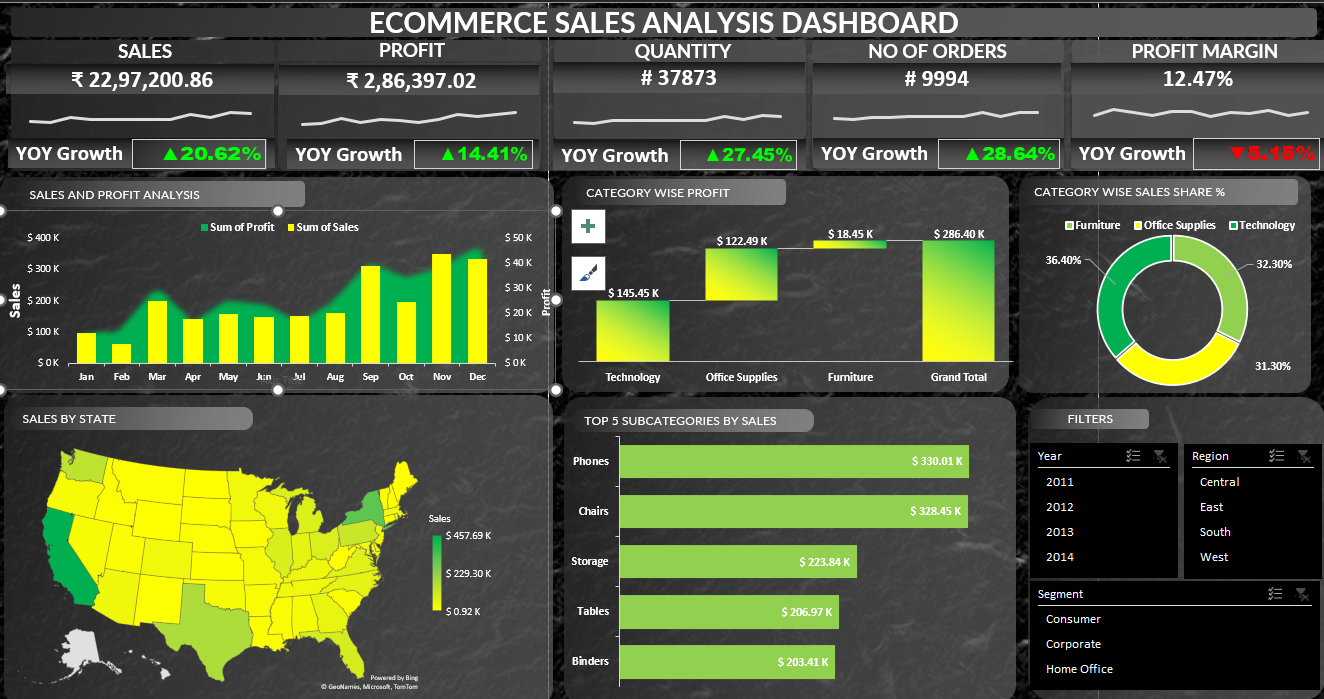 ECOMMERCE SALES ANALYSIS DASHBOARD
SALES
₹ 22,97,200.86
YOY Growth ▲20.62%
PROFIT
₹ 2,86,397.02
YOY Growth ▲14.41%
QUANTITY
# 37873
YOY Growth ▲27.45%
NO OF ORDERS
# 9994
YOY Growth ▲28.64%
PROFIT MARGIN
12.47%
YOY Growth ▼5.15%
SALES AND PROFIT ANALYSIS
Sum of Profit Sum of Sales
Sales
$ 400 K
$ 300 K
$ 200 K
$ 100 K
$ 0 K
$ 50 K
$ 40 K
$ 30 K
$ 20 K
$ 10 K
$ 0 K
Profit
Jan Feb Mar Apr May Jun Jul Aug Sep Oct Nov Dec
CATEGORY WISE PROFIT
$ 145.45 K
$ 122.49 K
$ 18.45 K
$ 286.40 K
Technology Office Supplies Furniture Grand Total
CATEGORY WISE SALES SHARE %
Furniture Office Supplies Technology
36.40%
32.30%
31.30%
SALES BY STATE
Sales
$ 457.69 K
$ 229.30 K
$ 0.92 K
Powered by Bing
© GeoNames, Microsoft, TomTom
TOP 5 SUBCATEGORIES BY SALES
Phones $ 330.01 K
Chairs $ 328.45 K
Storage $ 223.84 K
Tables $ 206.97 K
Binders $ 203.41 K
FILTERS
Year
2011
2012
2013
2014
Region
Central
East
South
West
Segment
Consumer
Corporate
Home Office